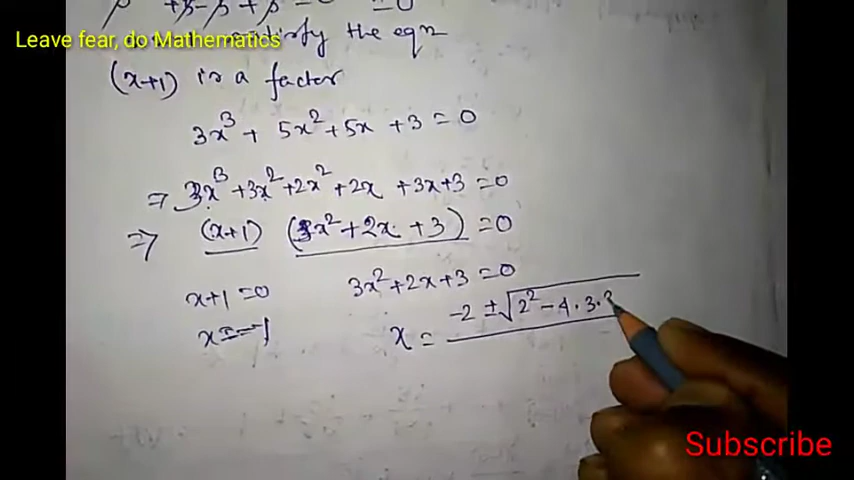 = 0
Leave fear, do Mathematics
satisfy the eqn
(x+1) is a factor
3x³ + 5x² + 5x + 3 = 0
⇒ 3x³ + 3x² + 2x² + 2x + 3x + 3 = 0
⇒ (x+1) (3x² + 2x + 3) = 0
x+1 = 0 3x² + 2x + 3 = 0
x = -1 x = -2 ± √2² - 4 · 3 · 3
Subscribe